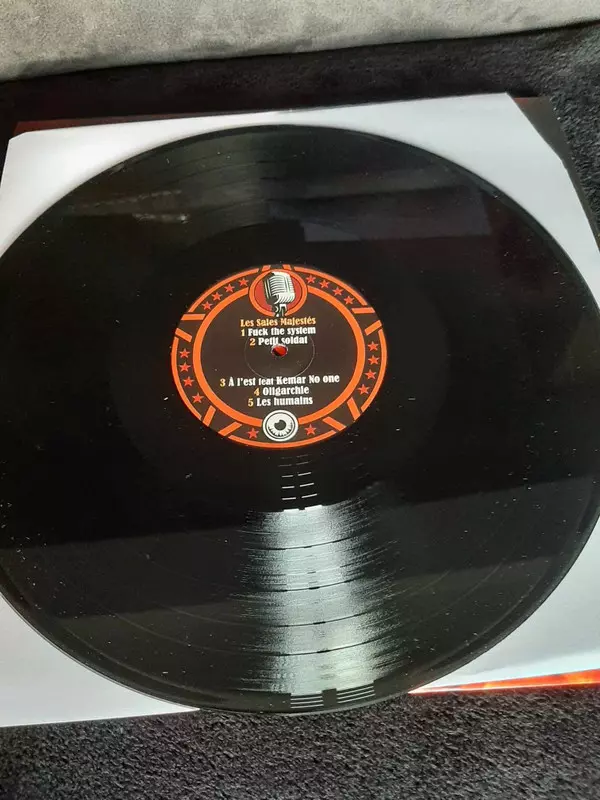 Les Sales Majestés
1 Fuck the system
2 Petit soldat
3 À l'est feat Kemar No one
4 Oligarchie
5 Les humains